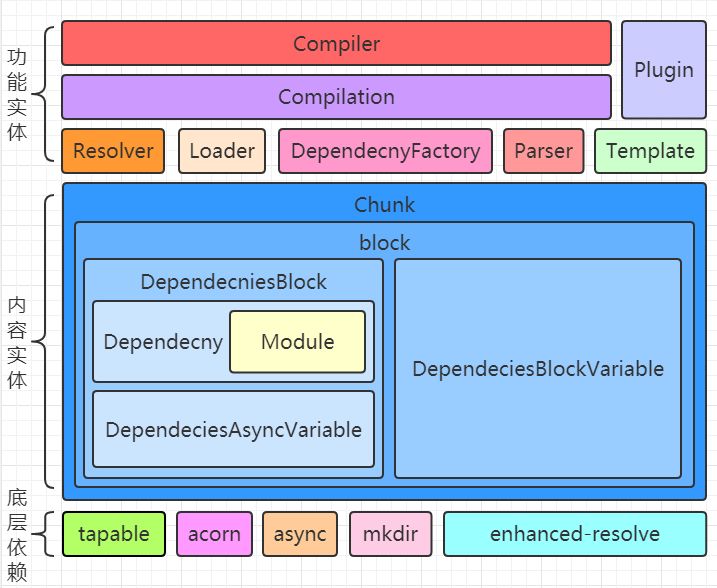 功能实体
Compiler
Plugin
Compilation
Resolver
Loader
DependecnyFactory
Parser
Template
内容实体
Chunk
block
DependecniesBlock
Dependecny
Module
DependeciesBlockVariable
DependeciesAsyncVariable
底层依赖
tapable
acorn
async
mkdir
enhanced-resolve